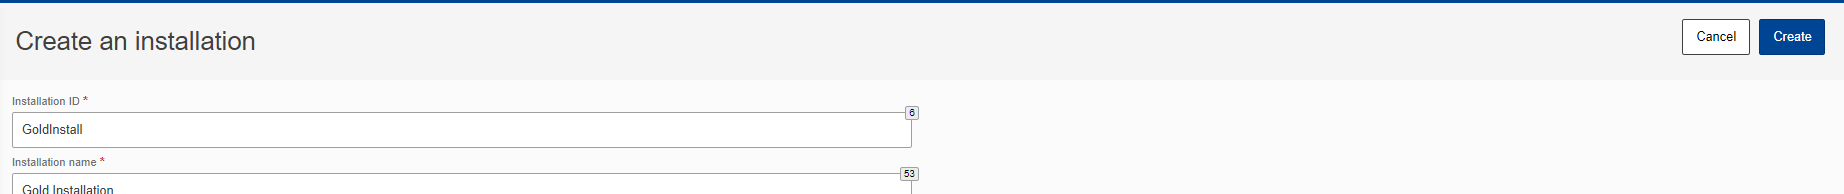 Create an installation
Cancel
Create
Installation ID *
6
GoldInstall
Installation name *
53
Gold Installation